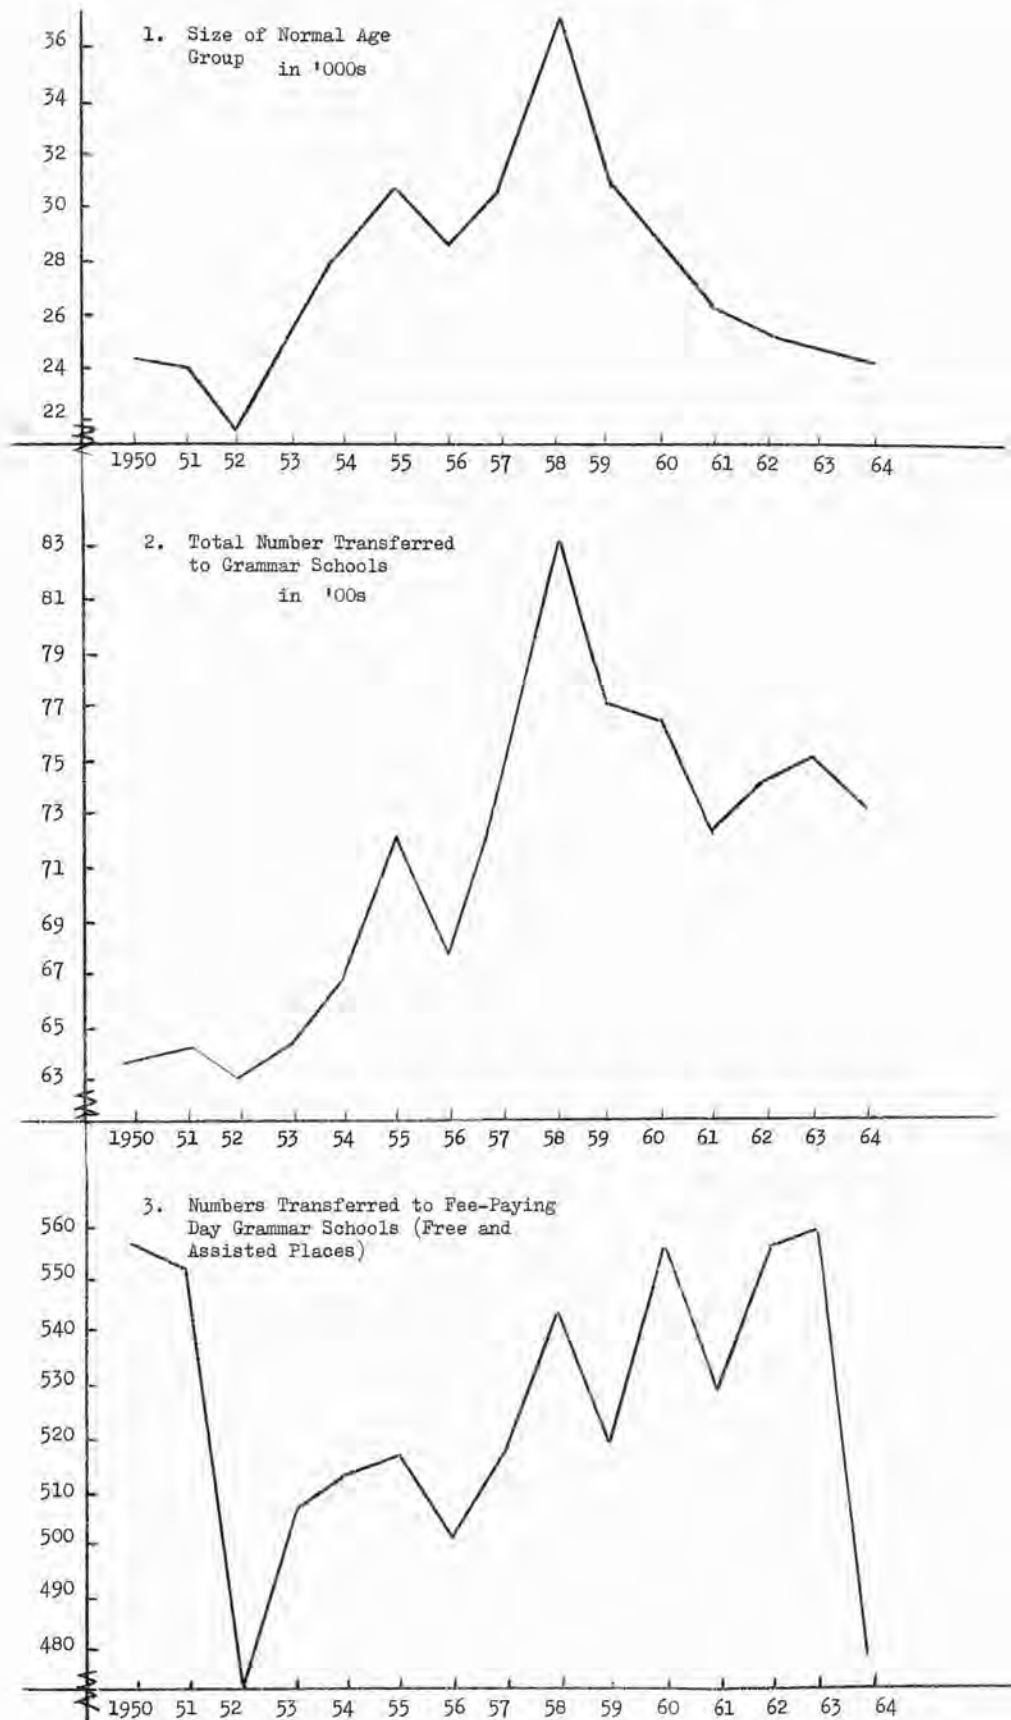 1. Size of Normal Age
Group
in '000s
36
34
32
30
28
26
24
22
1950 51 52 53 54 55 56 57 58 59 60 61 62 63 64
2. Total Number Transferred
to Grammar Schools
in '00s
83
81
79
77
75
73
71
69
67
65
63
1950 51 52 53 54 55 56 57 58 59 60 61 62 63 64
3. Numbers Transferred to Fee-Paying
Day Grammar Schools (Free and
Assisted Places)
560
550
540
530
520
510
500
490
480
1950 51 52 53 54 55 56 57 58 59 60 61 62 63 64